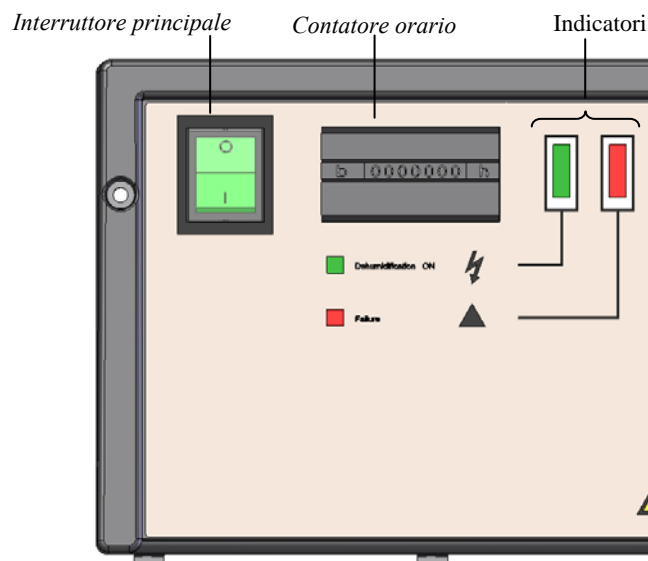 Interruttore principale Contatore orario Indicatori
O
I
b 0000000 h
Dehumidification ON
Failure